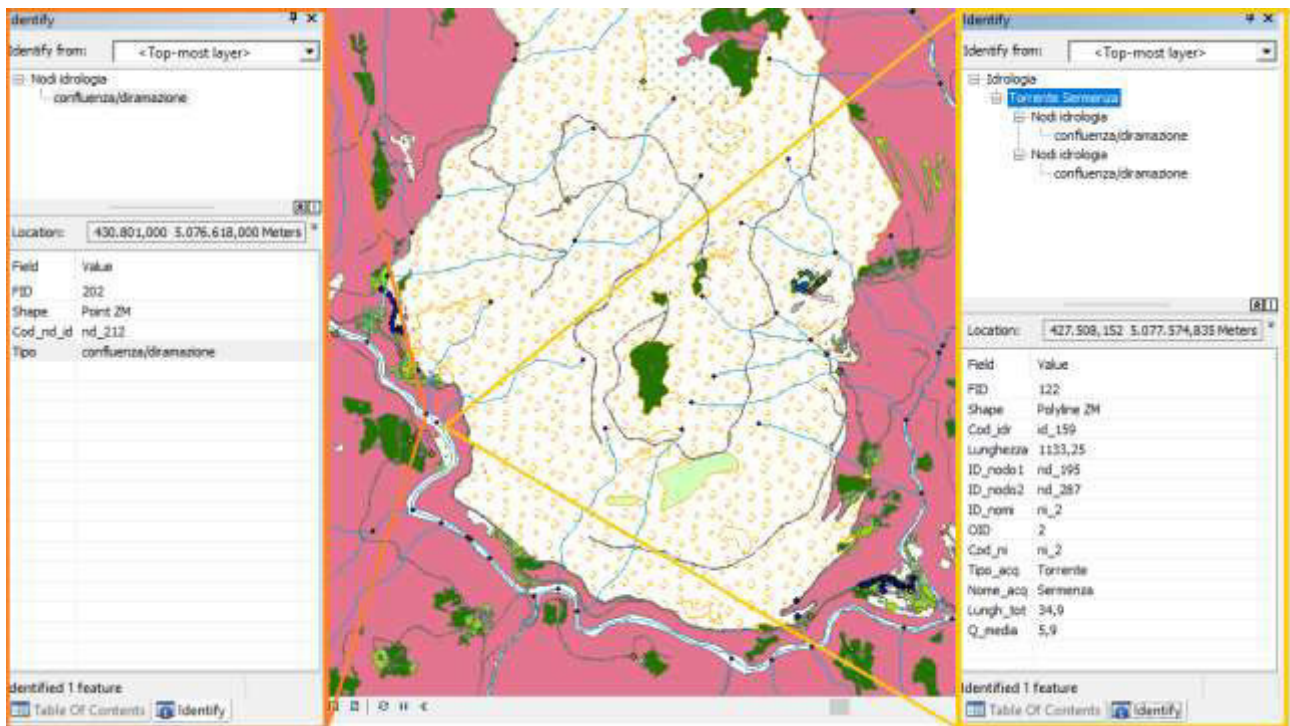 Identify
Identify from: <Top-most layer>
Nodi idrologia
confluenza/diramazione
Location: 430.801,000 5.076.618,000 Meters
Field Value
FID 202
Shape Point ZM
Cod_nd_id nd_212
Tipo confluenza/diramazione
Identified 1 feature
Table Of Contents Identify
Identify
Identify from: <Top-most layer>
Idrologia
Torrente Sermenza
Nodi idrologia
confluenza/diramazione
Nodi idrologia
confluenza/diramazione
Location: 427.508,152 5.077.574,835 Meters
Field Value
FID 122
Shape Polyline ZM
Cod_idr id_159
Lunghezza 1133,25
ID_nodo1 nd_195
ID_nodo2 nd_287
ID_nomi ni_2
OID 2
Cod_ni ni_2
Tipo_acq Torrente
Nome_acq Sermenza
Lungh_tot 34,9
Q_media 5,9
Identified 1 feature
Table Of Contents Identify